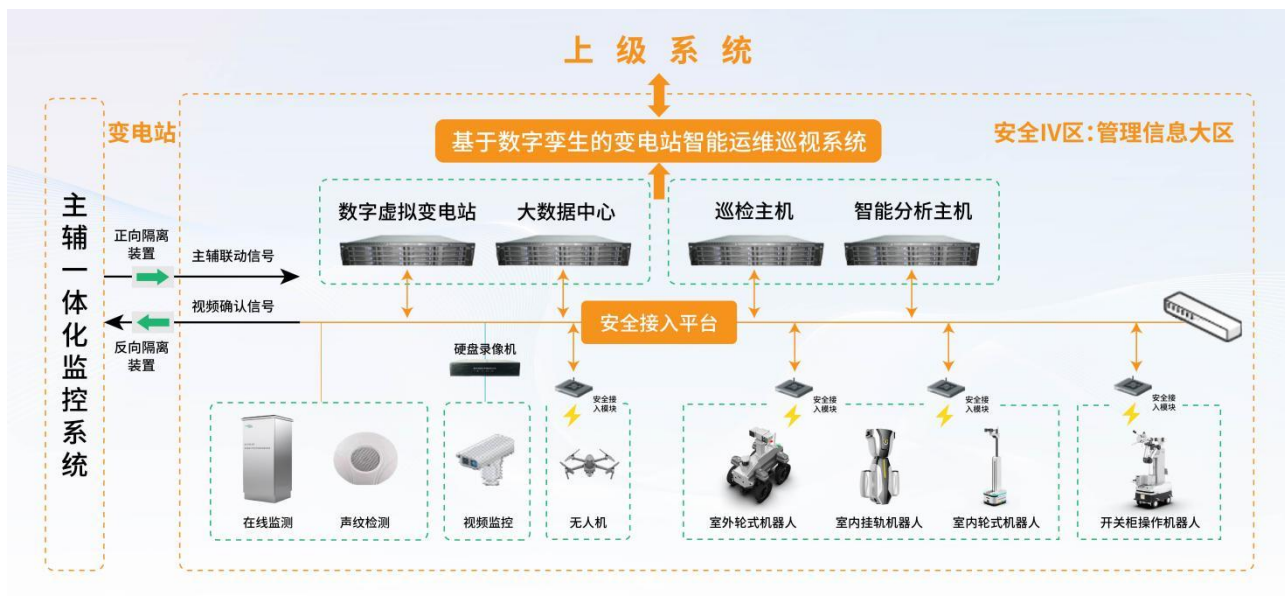 上级系统
变电站
基于数字孪生的变电站智能运维巡视系统
安全IV区：管理信息大区
主辅一体化监控系统
数字虚拟变电站
大数据中心
巡检主机
智能分析主机
正向隔离
装置
主辅联动信号
视频确认信号
反向隔离
装置
安全接入平台
硬盘录像机
安全接
入模块
安全接
入模块
安全接
入模块
安全接
入模块
在线监测
声纹检测
视频监控
无人机
室外轮式机器人
室内挂轨机器人
室内轮式机器人
开关柜操作机器人